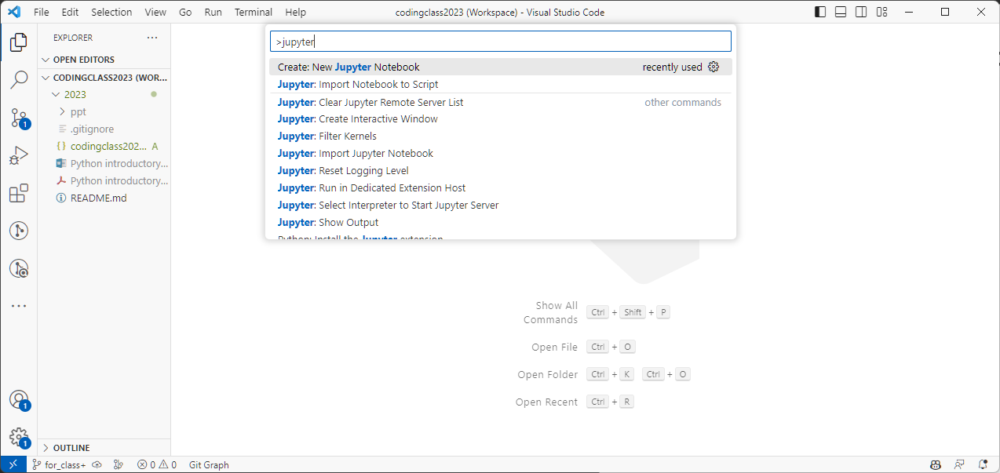 File Edit Selection View Go Run Terminal Help codingclass2023 (Workspace) - Visual Studio Code
>jupyter
EXPLORER ...
OPEN EDITORS
CODINGCLASS2023 (WOR...
2023
ppt
.gitignore
codingclass202... A
Python introductory...
Python introductory...
README.md
OUTLINE
Create: New Jupyter Notebook recently used
Jupyter: Import Notebook to Script
Jupyter: Clear Jupyter Remote Server List other commands
Jupyter: Create Interactive Window
Jupyter: Filter Kernels
Jupyter: Import Jupyter Notebook
Jupyter: Reset Logging Level
Jupyter: Run in Dedicated Extension Host
Jupyter: Select Interpreter to Start Jupyter Server
Jupyter: Show Output
Python: Install the Jupyter extension
Show All Commands Ctrl + Shift + P
Open File Ctrl + O
Open Folder Ctrl + K Ctrl + O
Open Recent Ctrl + R
1
1
1
for_class+ 0 0 Git Graph